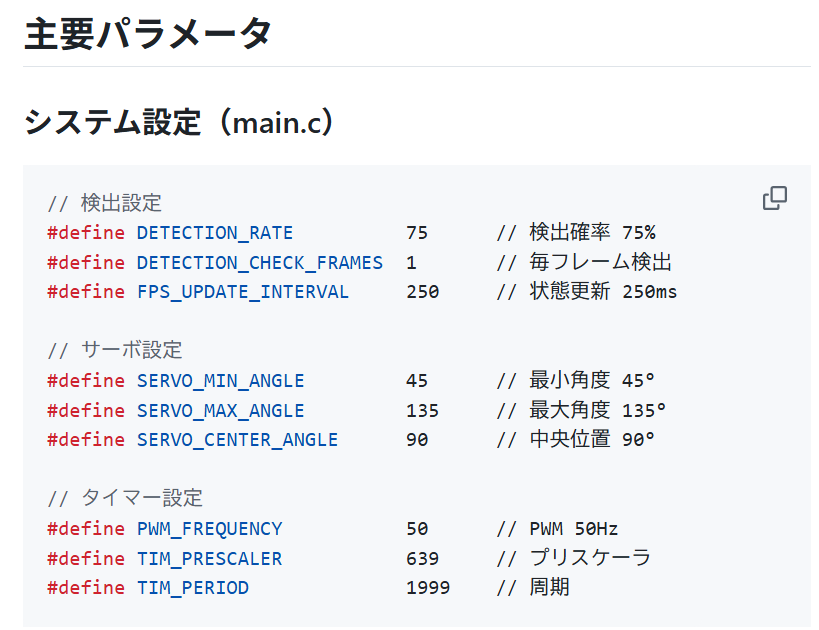 主要パラメータ
システム設定（main.c）
// 検出設定
#define DETECTION_RATE          75      // 検出確率 75%
#define DETECTION_CHECK_FRAMES  1       // 毎フレーム検出
#define FPS_UPDATE_INTERVAL     250     // 状態更新 250ms
// サーボ設定
#define SERVO_MIN_ANGLE         45      // 最小角度 45°
#define SERVO_MAX_ANGLE         135     // 最大角度 135°
#define SERVO_CENTER_ANGLE      90      // 中央位置 90°
// タイマー設定
#define PWM_FREQUENCY           50      // PWM 50Hz
#define TIM_PRESCALER           639     // プリスケーラ
#define TIM_PERIOD              1999    // 周期